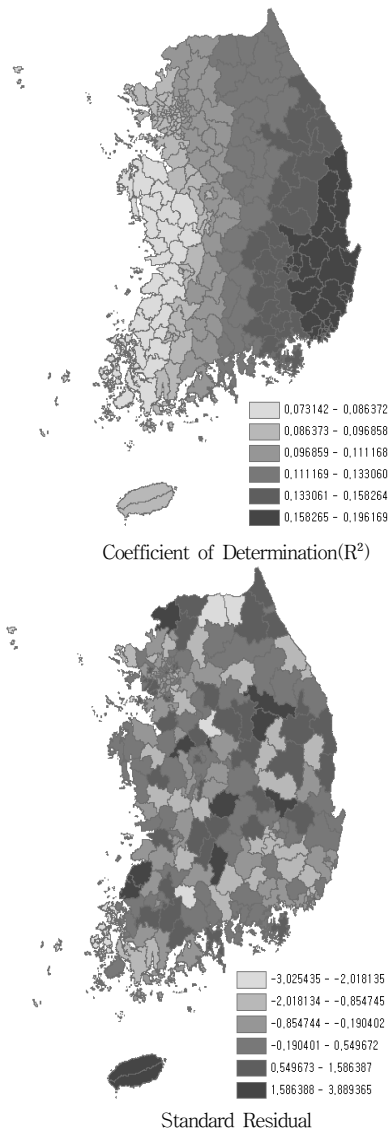 0,073142 - 0,086372
0,086373 - 0,096858
0,096859 - 0,111168
0,111169 - 0,133060
0,133061 - 0,158264
0,158265 - 0,196169
Coefficient of Determination(R²)
-3,025435 - -2,018135
-2,018134 - -0,854745
-0,854744 - -0,190402
-0,190401 - 0,549672
0,549673 - 1,586387
1,586388 - 3,889365
Standard Residual